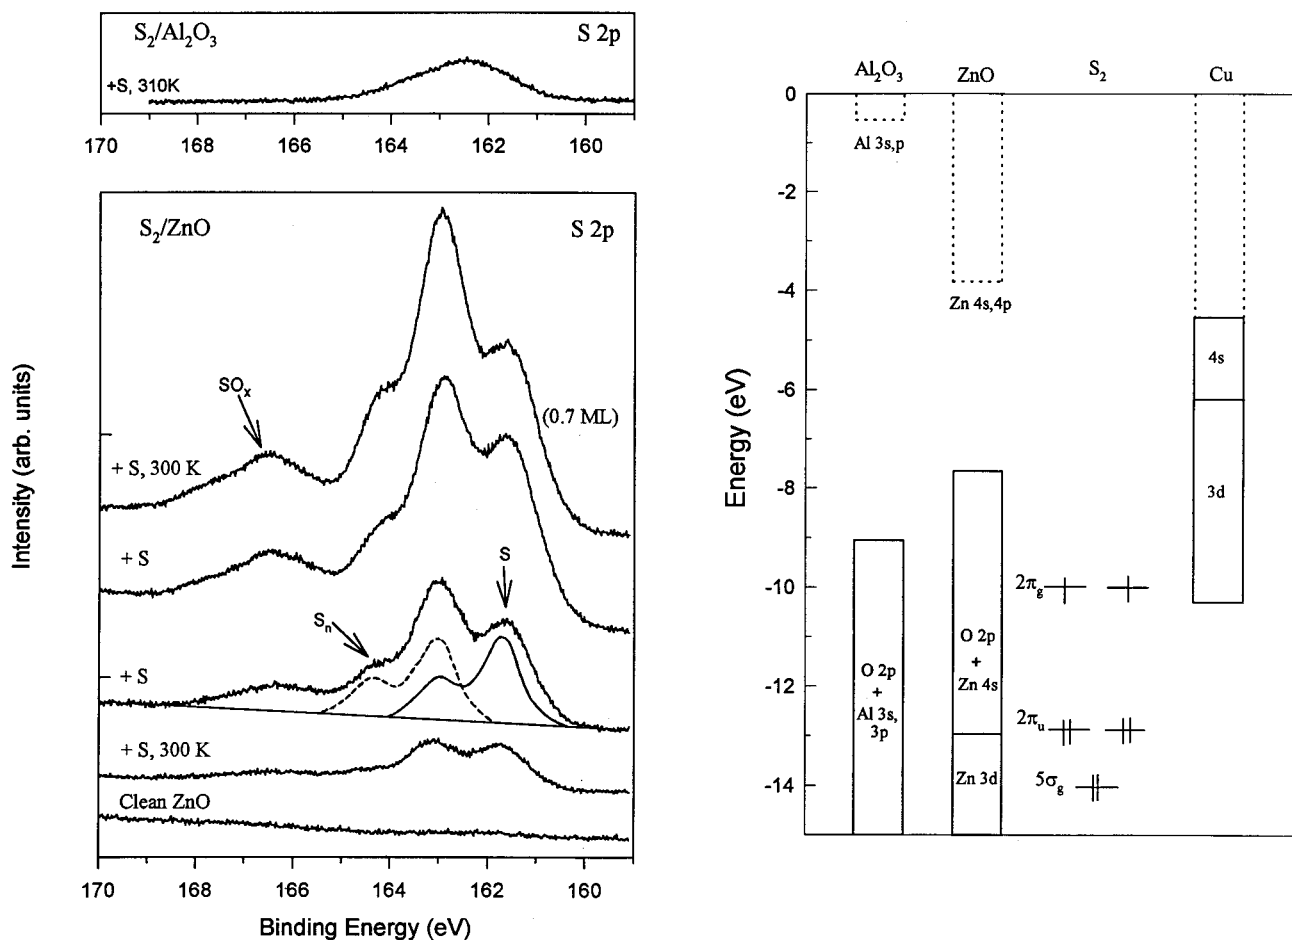 S₂/Al₂O₃ S 2p
+S, 310K
170 168 166 164 162 160
S₂/ZnO S 2p
SOₓ
(0.7 ML)
+ S, 300 K
+ S
S
Sₙ
+ S
+ S, 300 K
Clean ZnO
170 168 166 164 162 160
Binding Energy (eV)
Intensity (arb. units)
Al₂O₃ ZnO S₂ Cu
0
-2
-4
-6
-8
-10
-12
-14
Energy (eV)
Al 3s,p
Zn 4s,4p
4s
3d
2πg
O 2p
+
Zn 4s
O 2p
+
Al 3s,
3p
2πu
Zn 3d
5σg